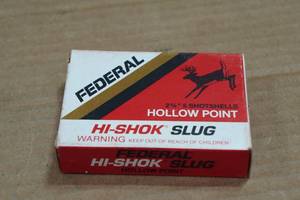 FEDERAL
2¾" 5 SHOTSHELLS
HOLLOW POINT
HI-SHOK™ SLUG
WARNING KEEP OUT OF REACH OF CHILDREN
FEDERAL
HI-SHOK SLUG
HOLLOW POINT